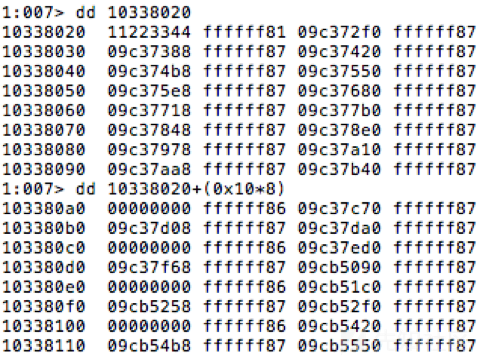 1:007> dd 10338020
10338020  11223344 ffffff81 09c372f0 ffffff87
10338030  09c37388 ffffff87 09c37420 ffffff87
10338040  09c374b8 ffffff87 09c37550 ffffff87
10338050  09c375e8 ffffff87 09c37680 ffffff87
10338060  09c37718 ffffff87 09c377b0 ffffff87
10338070  09c37848 ffffff87 09c378e0 ffffff87
10338080  09c37978 ffffff87 09c37a10 ffffff87
10338090  09c37aa8 ffffff87 09c37b40 ffffff87
1:007> dd 10338020+(0x10*8)
103380a0  00000000 ffffff86 09c37c70 ffffff87
103380b0  09c37d08 ffffff87 09c37da0 ffffff87
103380c0  00000000 ffffff86 09c37ed0 ffffff87
103380d0  09c37f68 ffffff87 09cb5090 ffffff87
103380e0  00000000 ffffff86 09cb51c0 ffffff87
103380f0  09cb5258 ffffff87 09cb52f0 ffffff87
10338100  00000000 ffffff86 09cb5420 ffffff87
10338110  09cb54b8 ffffff87 09cb5550 ffffff87